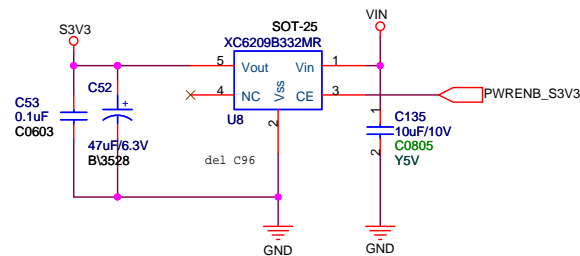 SOT-25
VIN
S3V3
XC6209B332MR
5
Vout
Vin
1
C52
4
NC
Vss
CE
3
PWRENB_S3V3
C53
0.1uF
C0603
+
U8
2
1
C135
10uF/10V
C0805
Y5V
2
47uF/6.3V
B\3528
del C96
GND
GND